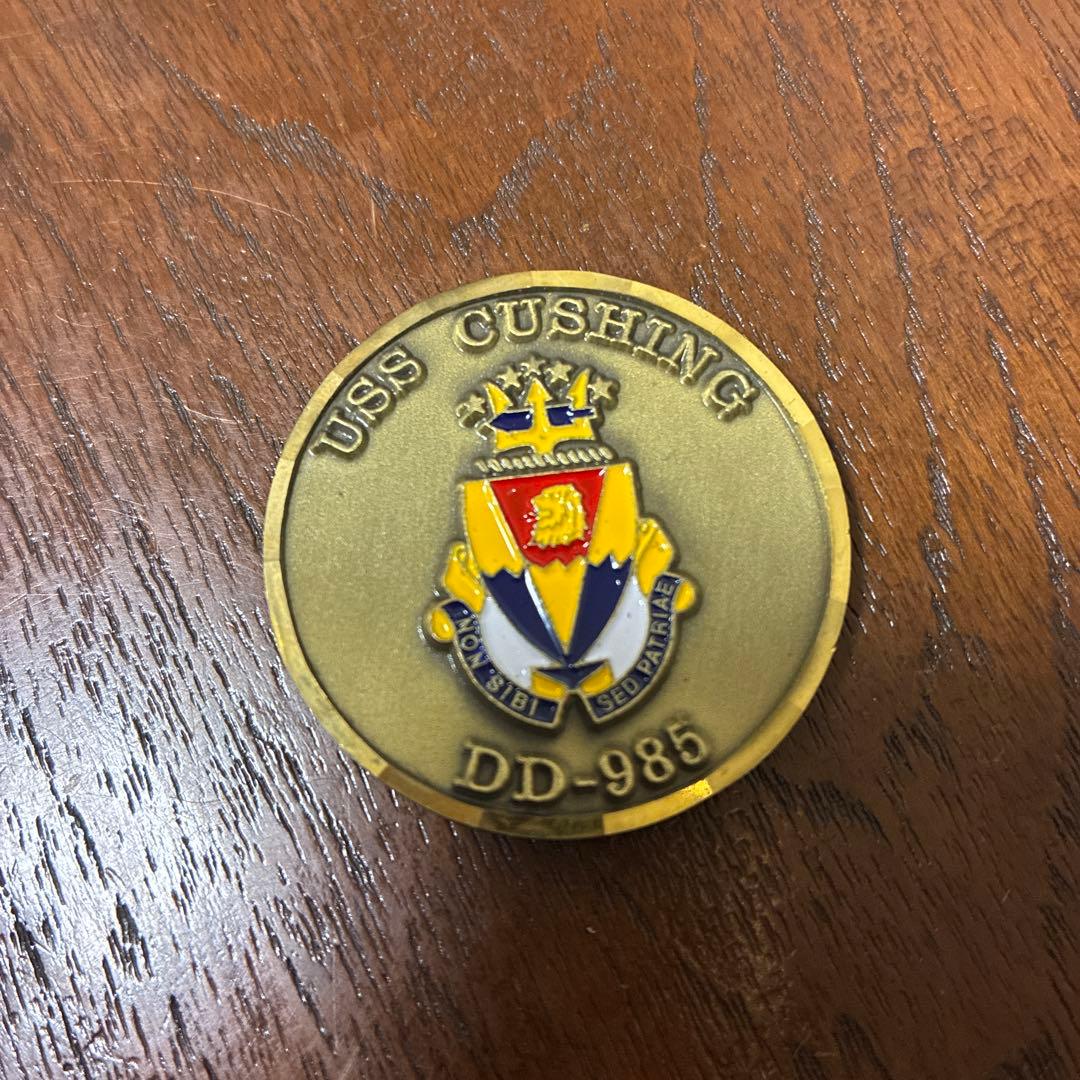 USS CUSHING
NON SIBI
SED PATRIAE
DD-985